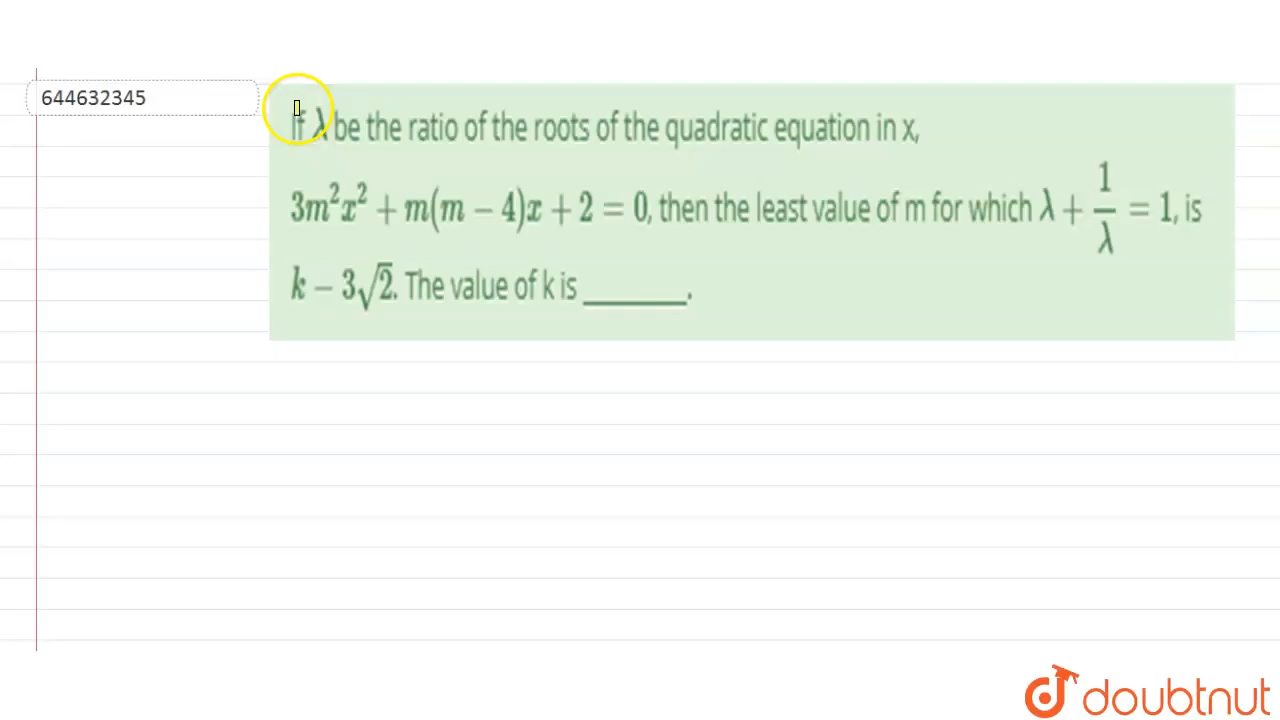 644632345
If λ be the ratio of the roots of the quadratic equation in x,
3m²x² + m(m − 4)x + 2 = 0, then the least value of m for which λ + 1/λ = 1, is
k − 3√2. The value of k is ________.
doubtnut